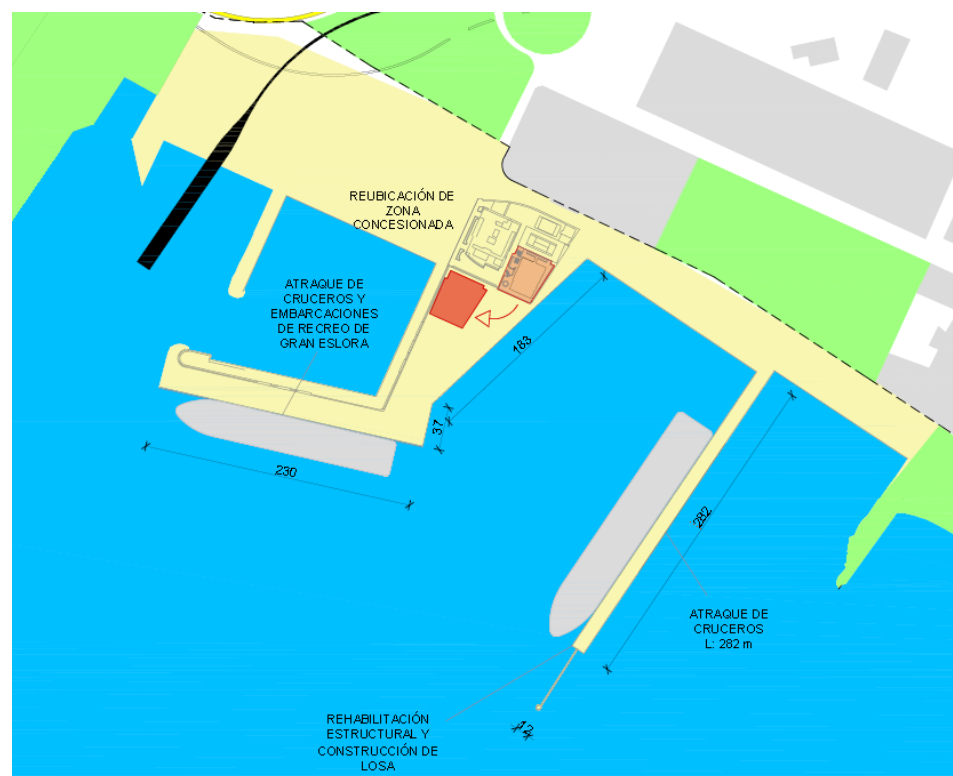 REUBICACIÓN DE
ZONA
CONCESIONADA
ATRAQUE DE
CRUCEROS Y
EMBARCACIONES
DE RECREO DE
GRAN ESLORA
163
37
230
282
ATRAQUE DE
CRUCEROS
L: 282 m
REHABILITACIÓN
ESTRUCTURAL Y
CONSTRUCCIÓN DE
LOSA